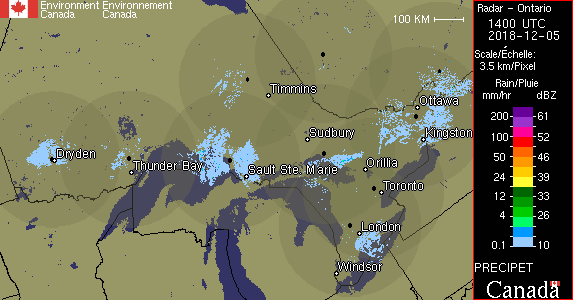 Environment Environnement
Canada Canada
100 KM
Timmins
Ottawa
Sudbury
Kingston
Dryden
Thunder Bay
Sault Ste. Marie
Orillia
Toronto
London
Windsor
Radar - Ontario
1400 UTC
2018-12-05
Scale/Échelle:
3.5 km/Pixel
Rain/Pluie
mm/hr dBZ
200 61
100 52
50 46
24 39
12 33
4 26
1 20
0.1 10
PRECIPET
Canada